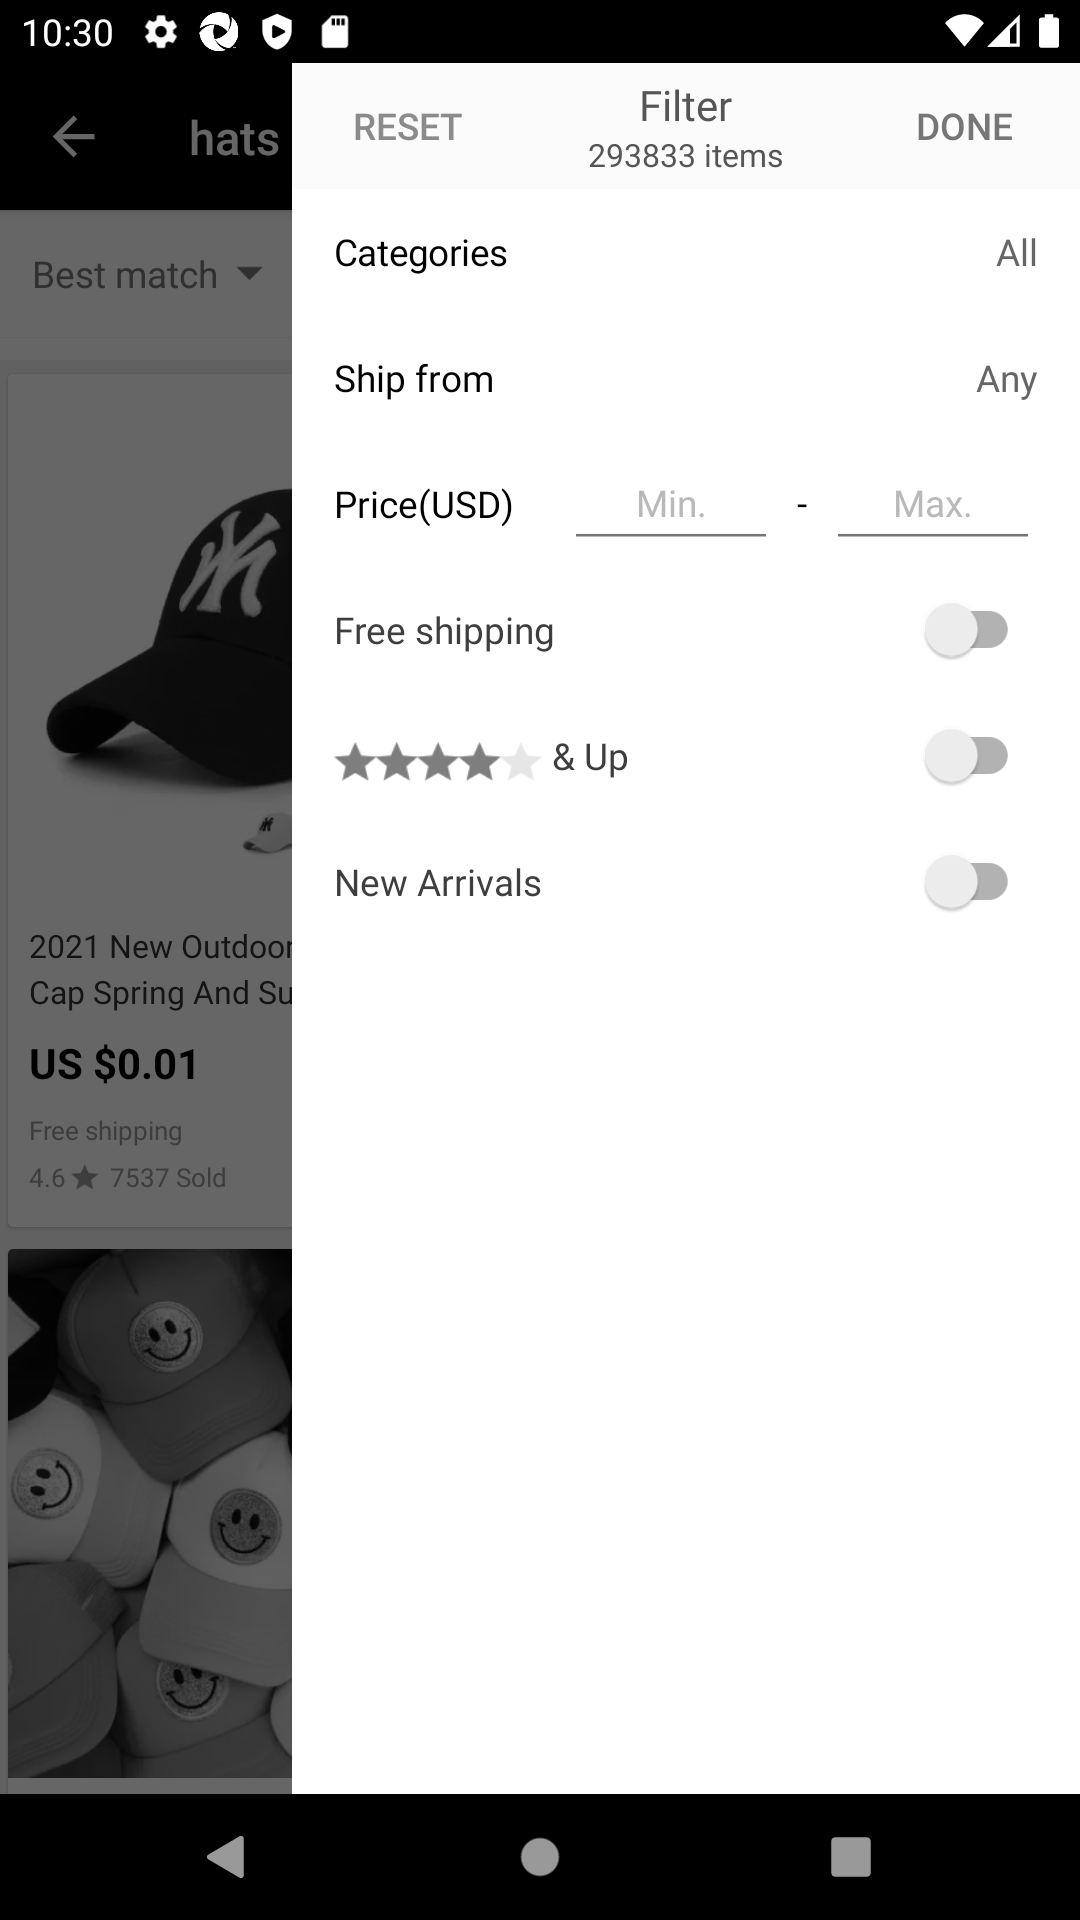 10:30
hats
RESET
Filter
293833 items
DONE
Best match
Categories
All
Ship from
Any
Price(USD)
Min.
-
Max.
Free shipping
& Up
New Arrivals
2021 New Outdoor
Cap Spring And Su
US $0.01
Free shipping
4.6★ 7537 Sold